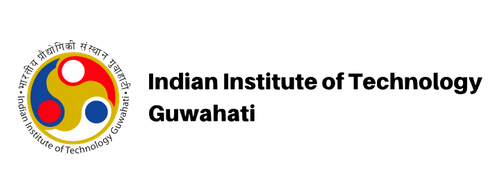 • भारतीय प्रौद्योगिकी संस्थान गुवाहाटी •
Indian Institute of Technology Guwahati
Indian Institute of Technology
Guwahati